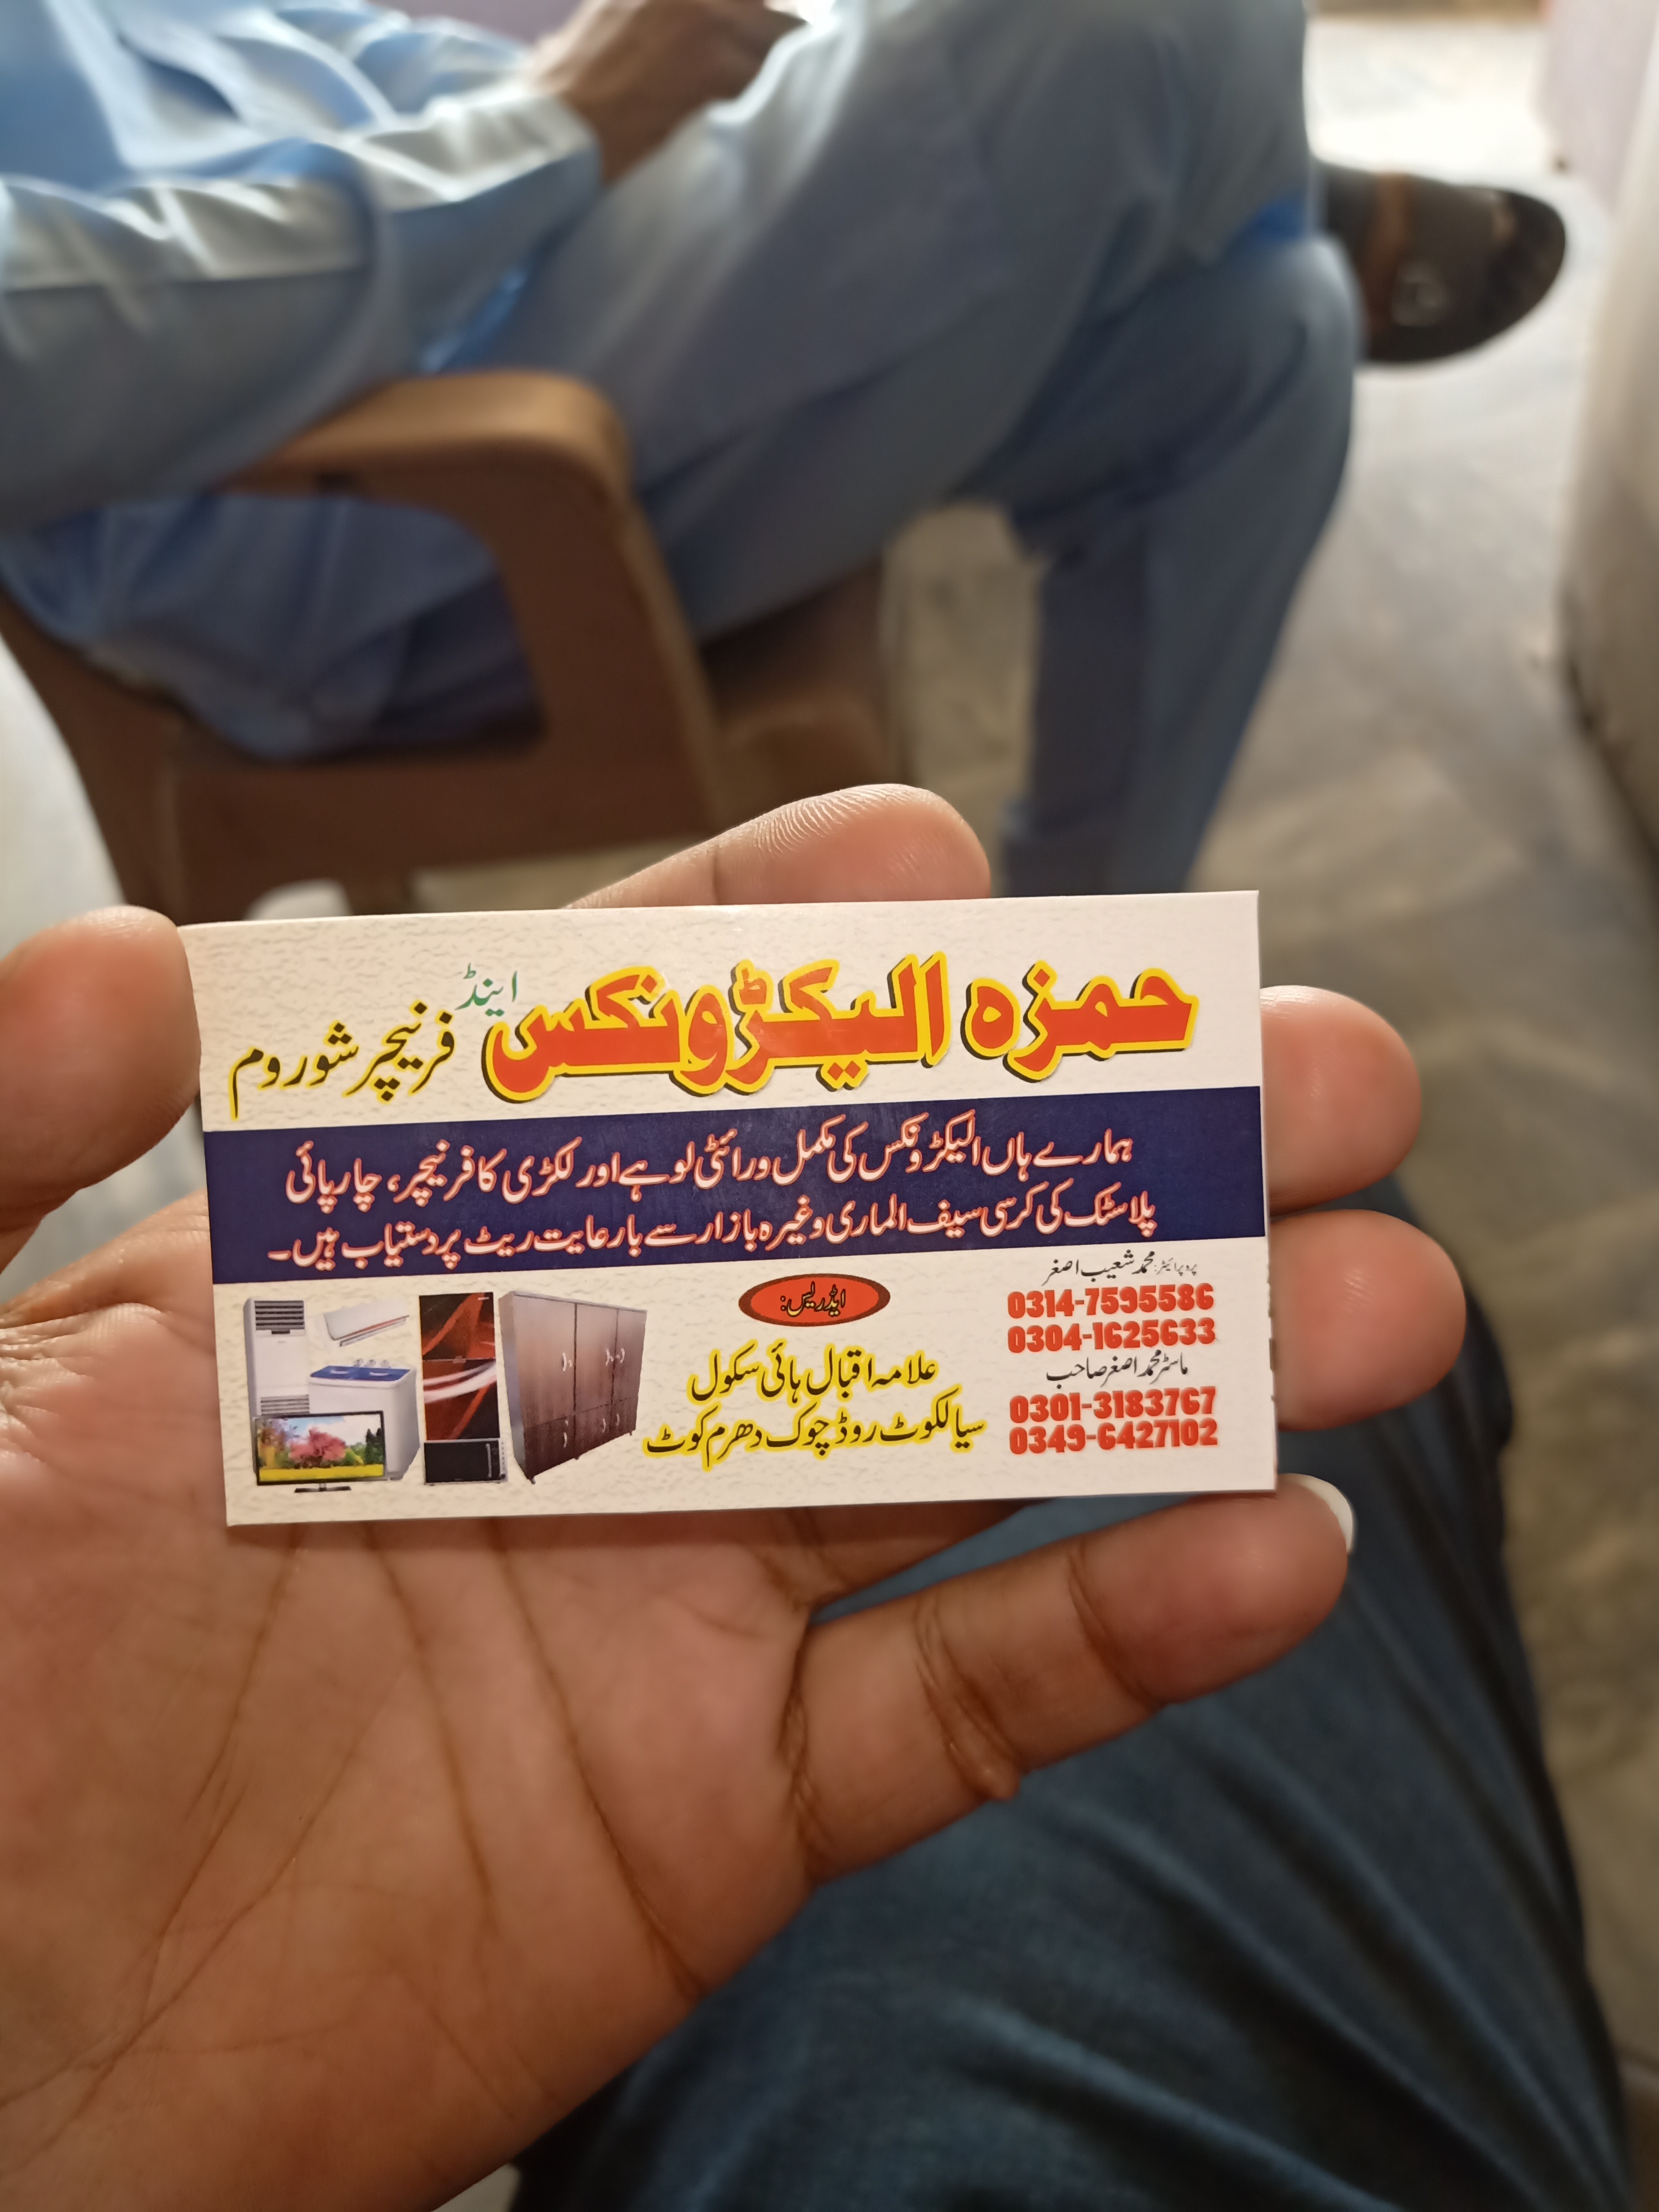 حمزہ الیکٹرونکس اینڈ فرنیچر شوروم
ہمارے ہاں الیکٹرونکس کی مکمل ورائٹی لوہے اور لکڑی کا فرنیچر، چارپائی
پلاسٹک کی کرسی سیف الماری وغیرہ بازار سے بارعایت ریٹ پر دستیاب ہیں۔
پروپرائیٹر: محمد شعیب اصغر
0314-7595586
0304-1625633
ماسٹر محمد اصغر صاحب
0301-3183767
0349-6427102
ایڈریس:
علامہ اقبال ہائی سکول
سیالکوٹ روڈ چوک دھرم کوٹ